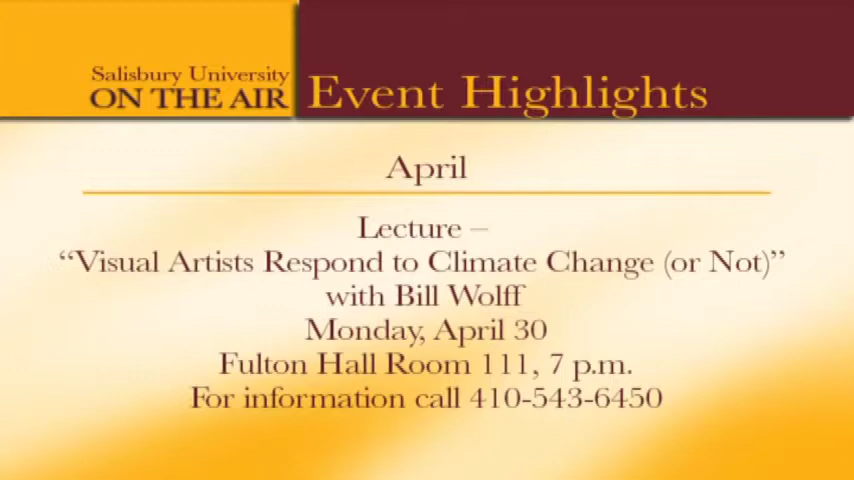 Salisbury University
ON THE AIR
Event Highlights
April
Lecture –
“Visual Artists Respond to Climate Change (or Not)”
with Bill Wolff
Monday, April 30
Fulton Hall Room 111, 7 p.m.
For information call 410-543-6450